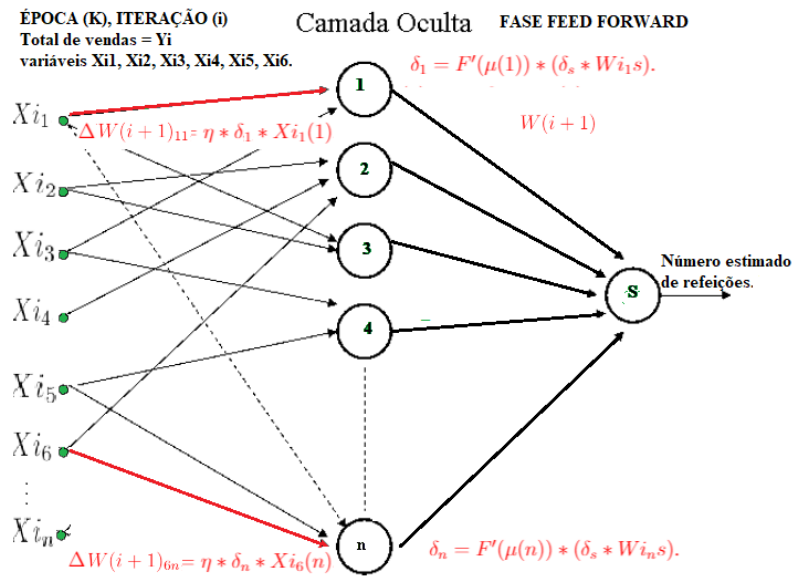 ÉPOCA (K), ITERAÇÃO (i)
Total de vendas = Yi
variáveis Xi1, Xi2, Xi3, Xi4, Xi5, Xi6.
Camada Oculta
FASE FEED FORWARD
δ₁ = F′(μ(1)) ∗ (δₛ ∗ Wi₁s).
W(i + 1)
Xi₁
ΔW(i + 1)₁₁= η ∗ δ₁ ∗ Xi₁(1)
1
Xi₂
2
Xi₃
3
Número estimado
de refeições.
S
Xi₄
4
Xi₅
Xi₆
⋮
Xiₙ
n
ΔW(i + 1)₆ₙ= η ∗ δₙ ∗ Xi₆(n)
δₙ = F′(μ(n)) ∗ (δₛ ∗ Wiₙs).